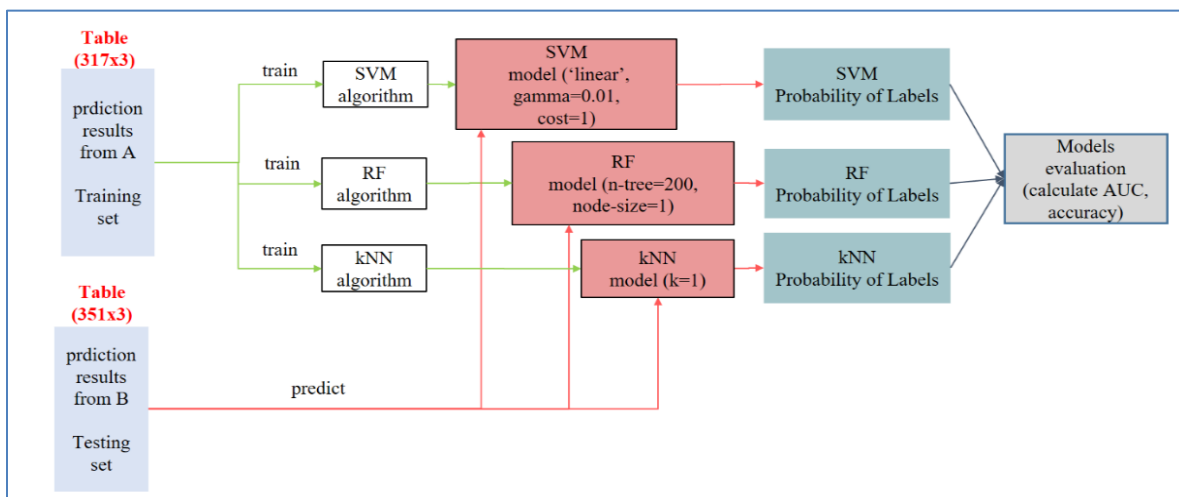 Table
(317x3)
prdiction
results
from A
Training
set
train
SVM
algorithm
SVM
model (‘linear’,
gamma=0.01,
cost=1)
SVM
Probability of Labels
train
RF
algorithm
RF
model (n-tree=200,
node-size=1)
RF
Probability of Labels
Models
evaluation
(calculate AUC,
accuracy)
train
kNN
algorithm
kNN
model (k=1)
kNN
Probability of Labels
Table
(351x3)
prdiction
results
from B
Testing
set
predict